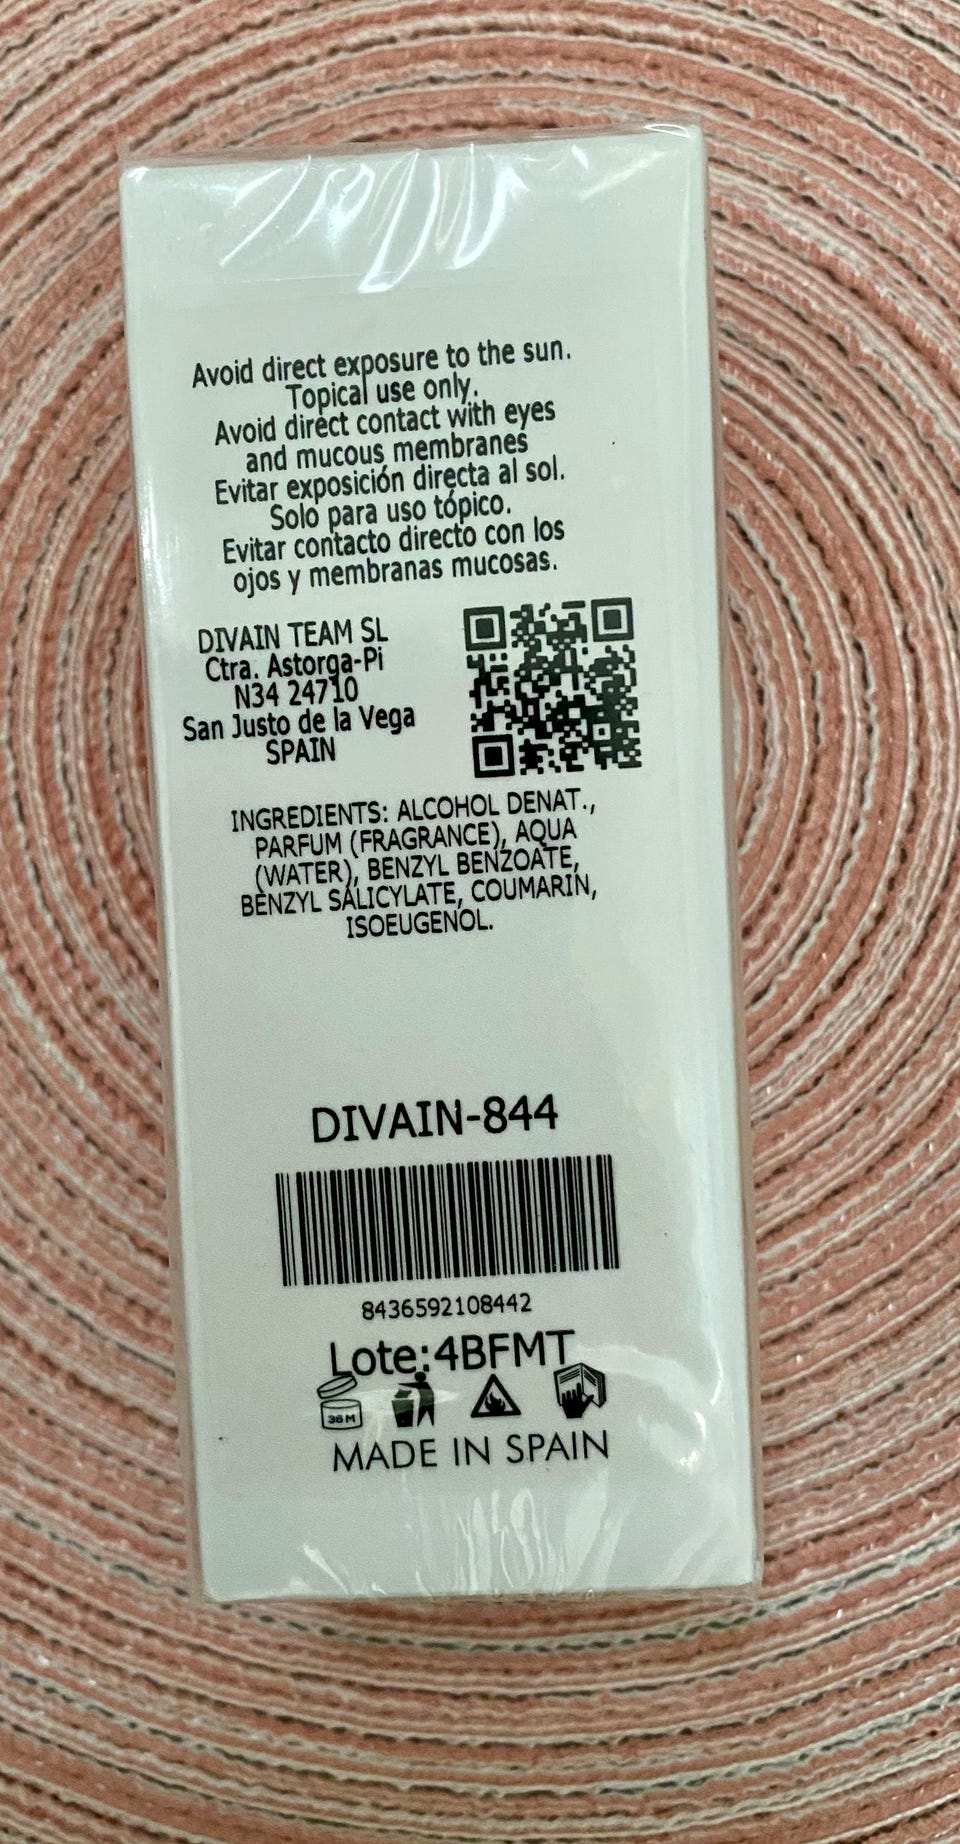 Avoid direct exposure to the sun.
Topical use only.
Avoid direct contact with eyes
and mucous membranes
Evitar exposición directa al sol.
Solo para uso tópico.
Evitar contacto directo con los
ojos y membranas mucosas.
DIVAIN TEAM SL
Ctra. Astorga-Pi
N34 24710
San Justo de la Vega
SPAIN
INGREDIENTS: ALCOHOL DENAT.,
PARFUM (FRAGRANCE), AQUA
(WATER), BENZYL BENZOATE,
BENZYL SALICYLATE, COUMARIN,
ISOEUGENOL.
DIVAIN-844
8436592108442
Lote:4BFMT
36 M
MADE IN SPAIN